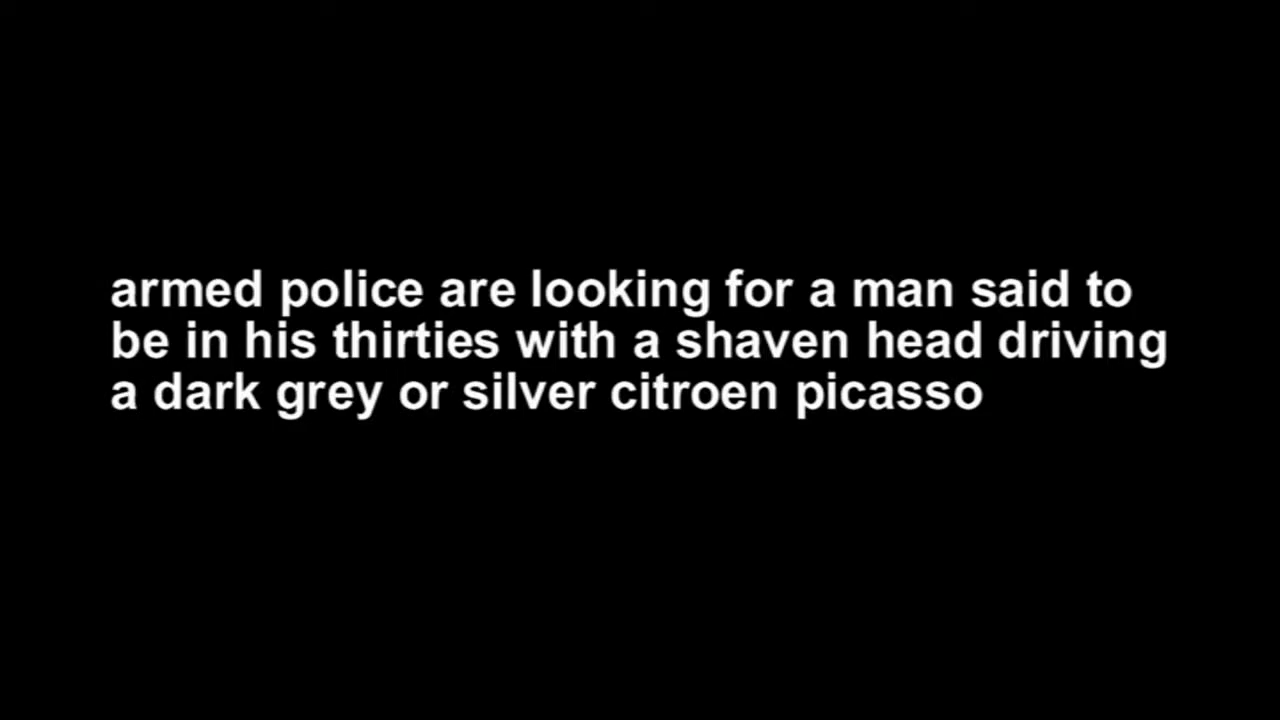 armed police are looking for a man said to
be in his thirties with a shaven head driving
a dark grey or silver citroen picasso